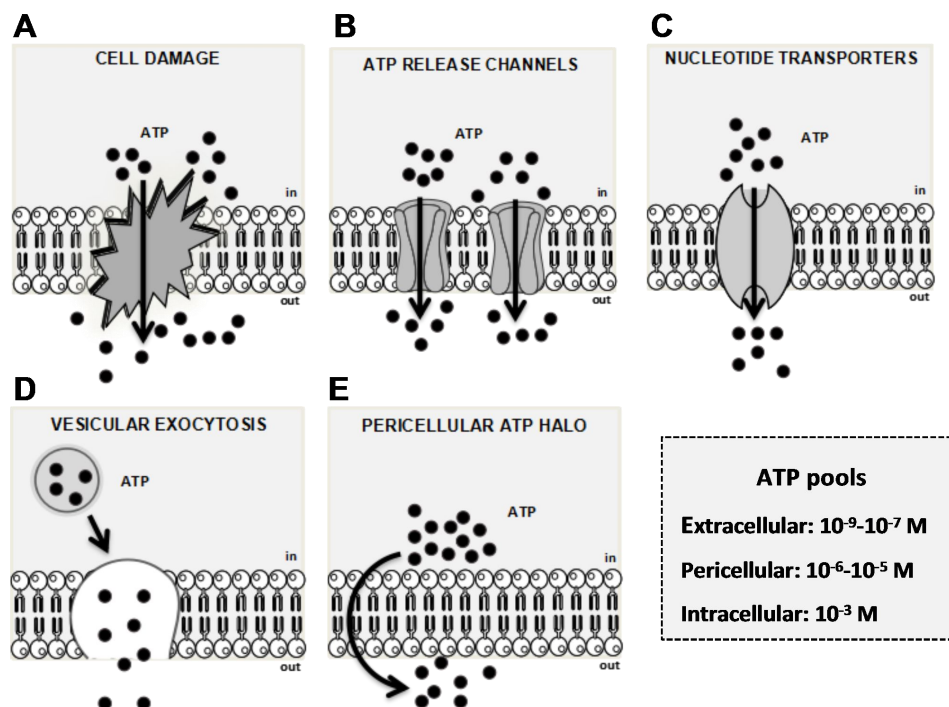 A
CELL DAMAGE
ATP
in
out
B
ATP RELEASE CHANNELS
ATP
in
out
C
NUCLEOTIDE TRANSPORTERS
ATP
in
out
D
VESICULAR EXOCYTOSIS
ATP
in
out
E
PERICELLULAR ATP HALO
ATP
in
out
ATP pools
Extracellular: 10⁻⁹-10⁻⁷ M
Pericellular: 10⁻⁶-10⁻⁵ M
Intracellular: 10⁻³ M